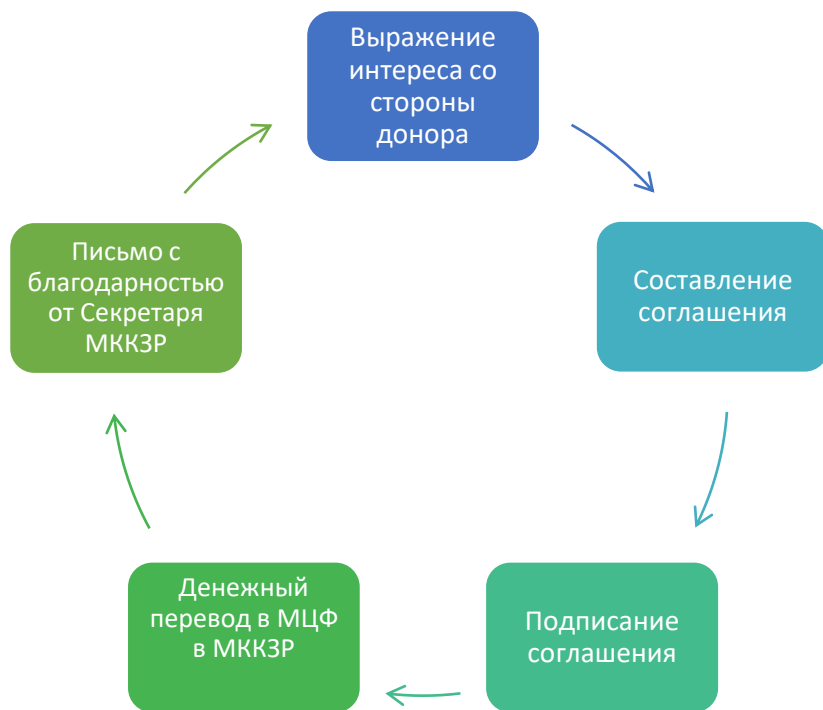 Выражение
интереса со
стороны
донора
Составление
соглашения
Подписание
соглашения
Денежный
перевод в МЦФ
в МККЗР
Письмо с
благодарностью
от Секретаря
МККЗР